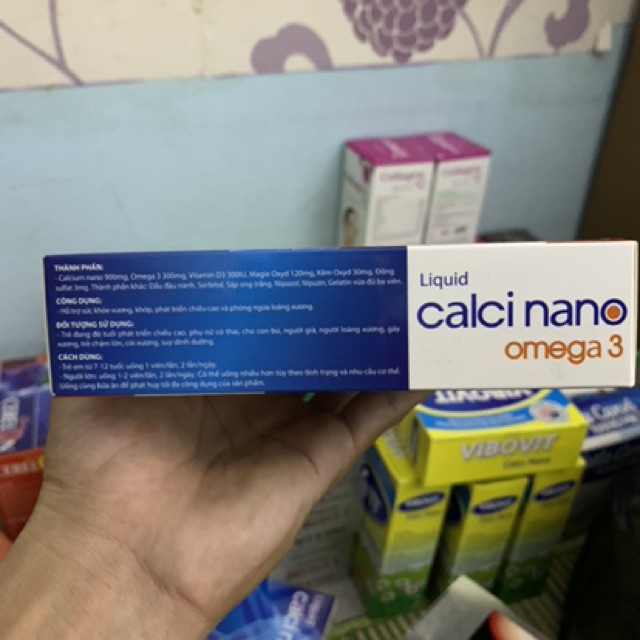 Collagen
THÀNH PHẦN:
- Calcium nano 900mg, Omega 3 300mg, Vitamin D3 300IU, Magie Oxyd 120mg, Kẽm Oxyd 30mg, Đồng
sulfat 3mg. Thành phần khác: Dầu đậu nành, Sorbitol, Sáp ong trắng, Nipazol, Nipazin, Gelatin vừa đủ 1 viên.
CÔNG DỤNG:
- Hỗ trợ sức khỏe xương, khớp, phát triển chiều cao và phòng ngừa loãng xương.
ĐỐI TƯỢNG SỬ DỤNG:
- Trẻ đang độ tuổi phát triển chiều cao, phụ nữ có thai, cho con bú, người già, người loãng xương, gãy
xương, trẻ chậm lớn, còi xương, suy dinh dưỡng.
CÁCH DÙNG:
- Trẻ em từ 7-12 tuổi: uống 1 viên/lần, 2 lần/ngày.
- Người lớn: uống 1-2 viên/lần, 2 lần/ngày. Có thể uống nhiều hơn tùy theo tình trạng và nhu cầu cơ thể.
Uống cùng bữa ăn để phát huy tối đa công dụng của sản phẩm.
Liquid
calci nano
omega 3
VIBOVIT